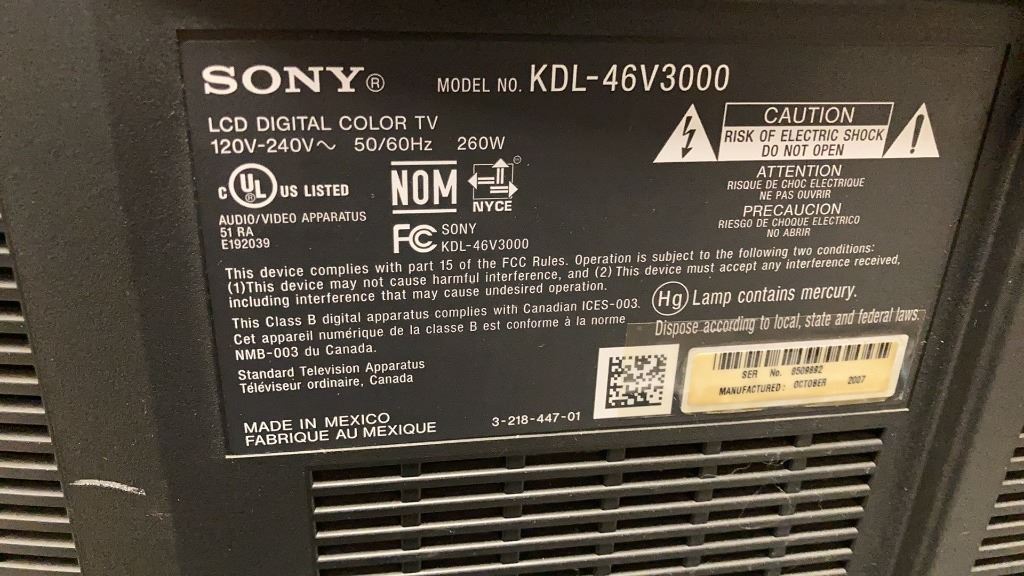 SONY®
MODEL NO. KDL-46V3000
LCD DIGITAL COLOR TV
120V-240V~ 50/60Hz 260W
c UL ® US LISTED
AUDIO/VIDEO APPARATUS
51 RA
E192039
NOM
NYCE
FC SONY
KDL-46V3000
CAUTION
RISK OF ELECTRIC SHOCK
DO NOT OPEN
ATTENTION
RISQUE DE CHOC ELECTRIQUE
NE PAS OUVRIR
PRECAUCION
RIESGO DE CHOQUE ELECTRICO
NO ABRIR
This device complies with part 15 of the FCC Rules. Operation is subject to the following two conditions:
(1)This device may not cause harmful interference, and (2) This device must accept any interference received,
including interference that may cause undesired operation.
This Class B digital apparatus complies with Canadian ICES-003.
Cet appareil numérique de la classe B est conforme à la norme
NMB-003 du Canada.
Standard Television Apparatus
Téléviseur ordinaire, Canada
Hg Lamp contains mercury.
Dispose according to local, state and federal laws.
SER No. 8509892
MANUFACTURED: OCTOBER 2007
MADE IN MEXICO
FABRIQUE AU MEXIQUE
3-218-447-01